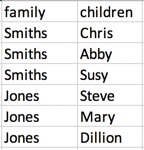 family children
Smiths Chris
Smiths Abby
Smiths Susy
Jones Steve
Jones Mary
Jones Dillion